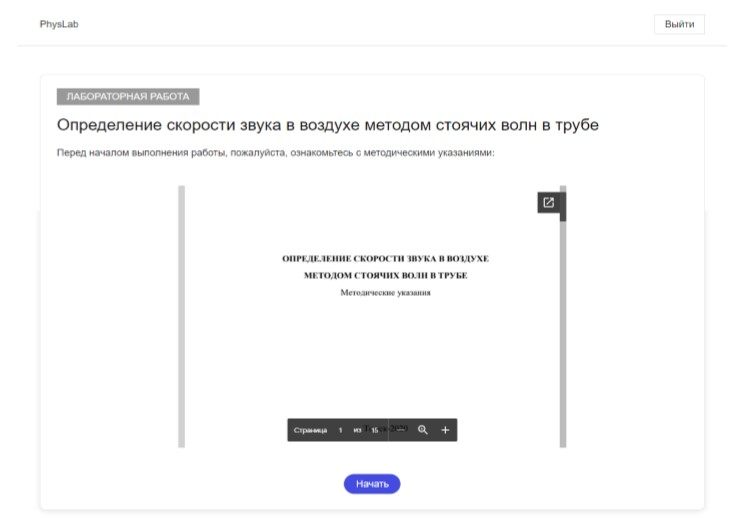 PhysLab
Выйти
ЛАБОРАТОРНАЯ РАБОТА
Определение скорости звука в воздухе методом стоячих волн в трубе
Перед началом выполнения работы, пожалуйста, ознакомьтесь с методическими указаниями:
ОПРЕДЕЛЕНИЕ СКОРОСТИ ЗВУКА В ВОЗДУХЕ
МЕТОДОМ СТОЯЧИХ ВОЛН В ТРУБЕ
Методические указания
Страница 1 из 15
Начать